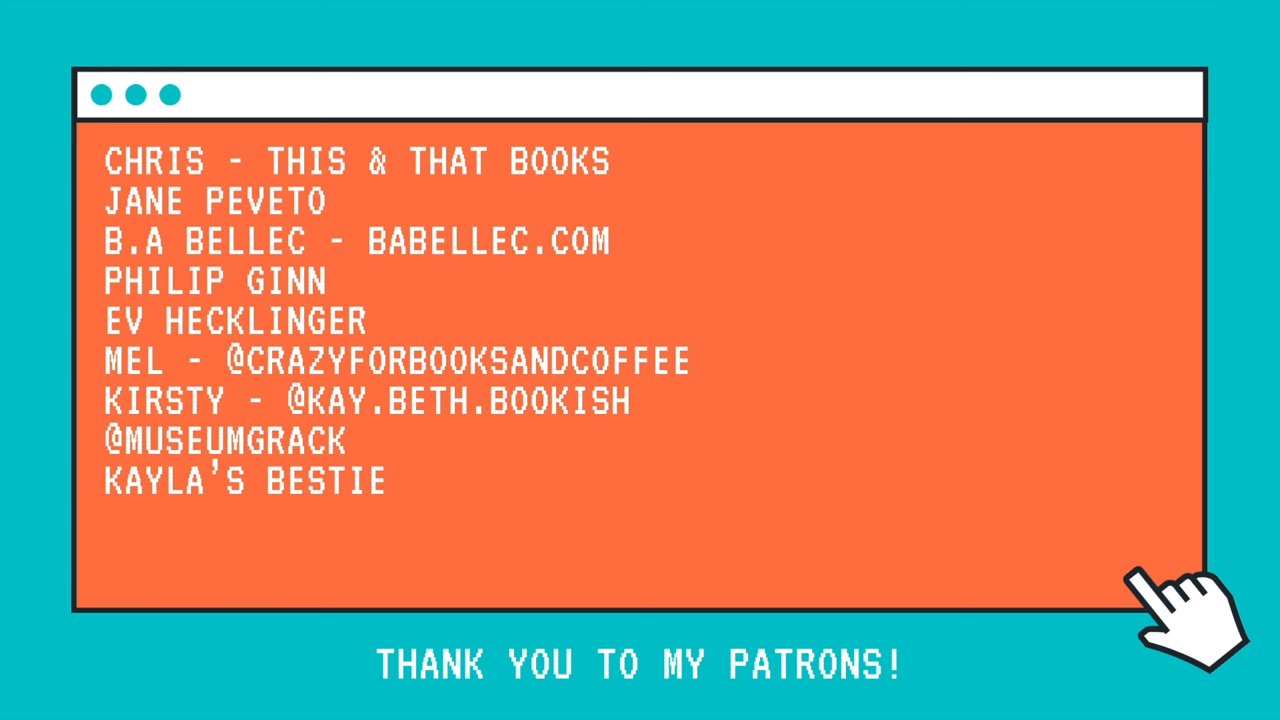 CHRIS - THIS & THAT BOOKS
JANE PEVETO
B.A BELLEC - BABELLEC.COM
PHILIP GINN
EV HECKLINGER
MEL - @CRAZYFORBOOKSANDCOFFEE
KIRSTY - @KAY.BETH.BOOKISH
@MUSEUMGRACK
KAYLA'S BESTIE
THANK YOU TO MY PATRONS!